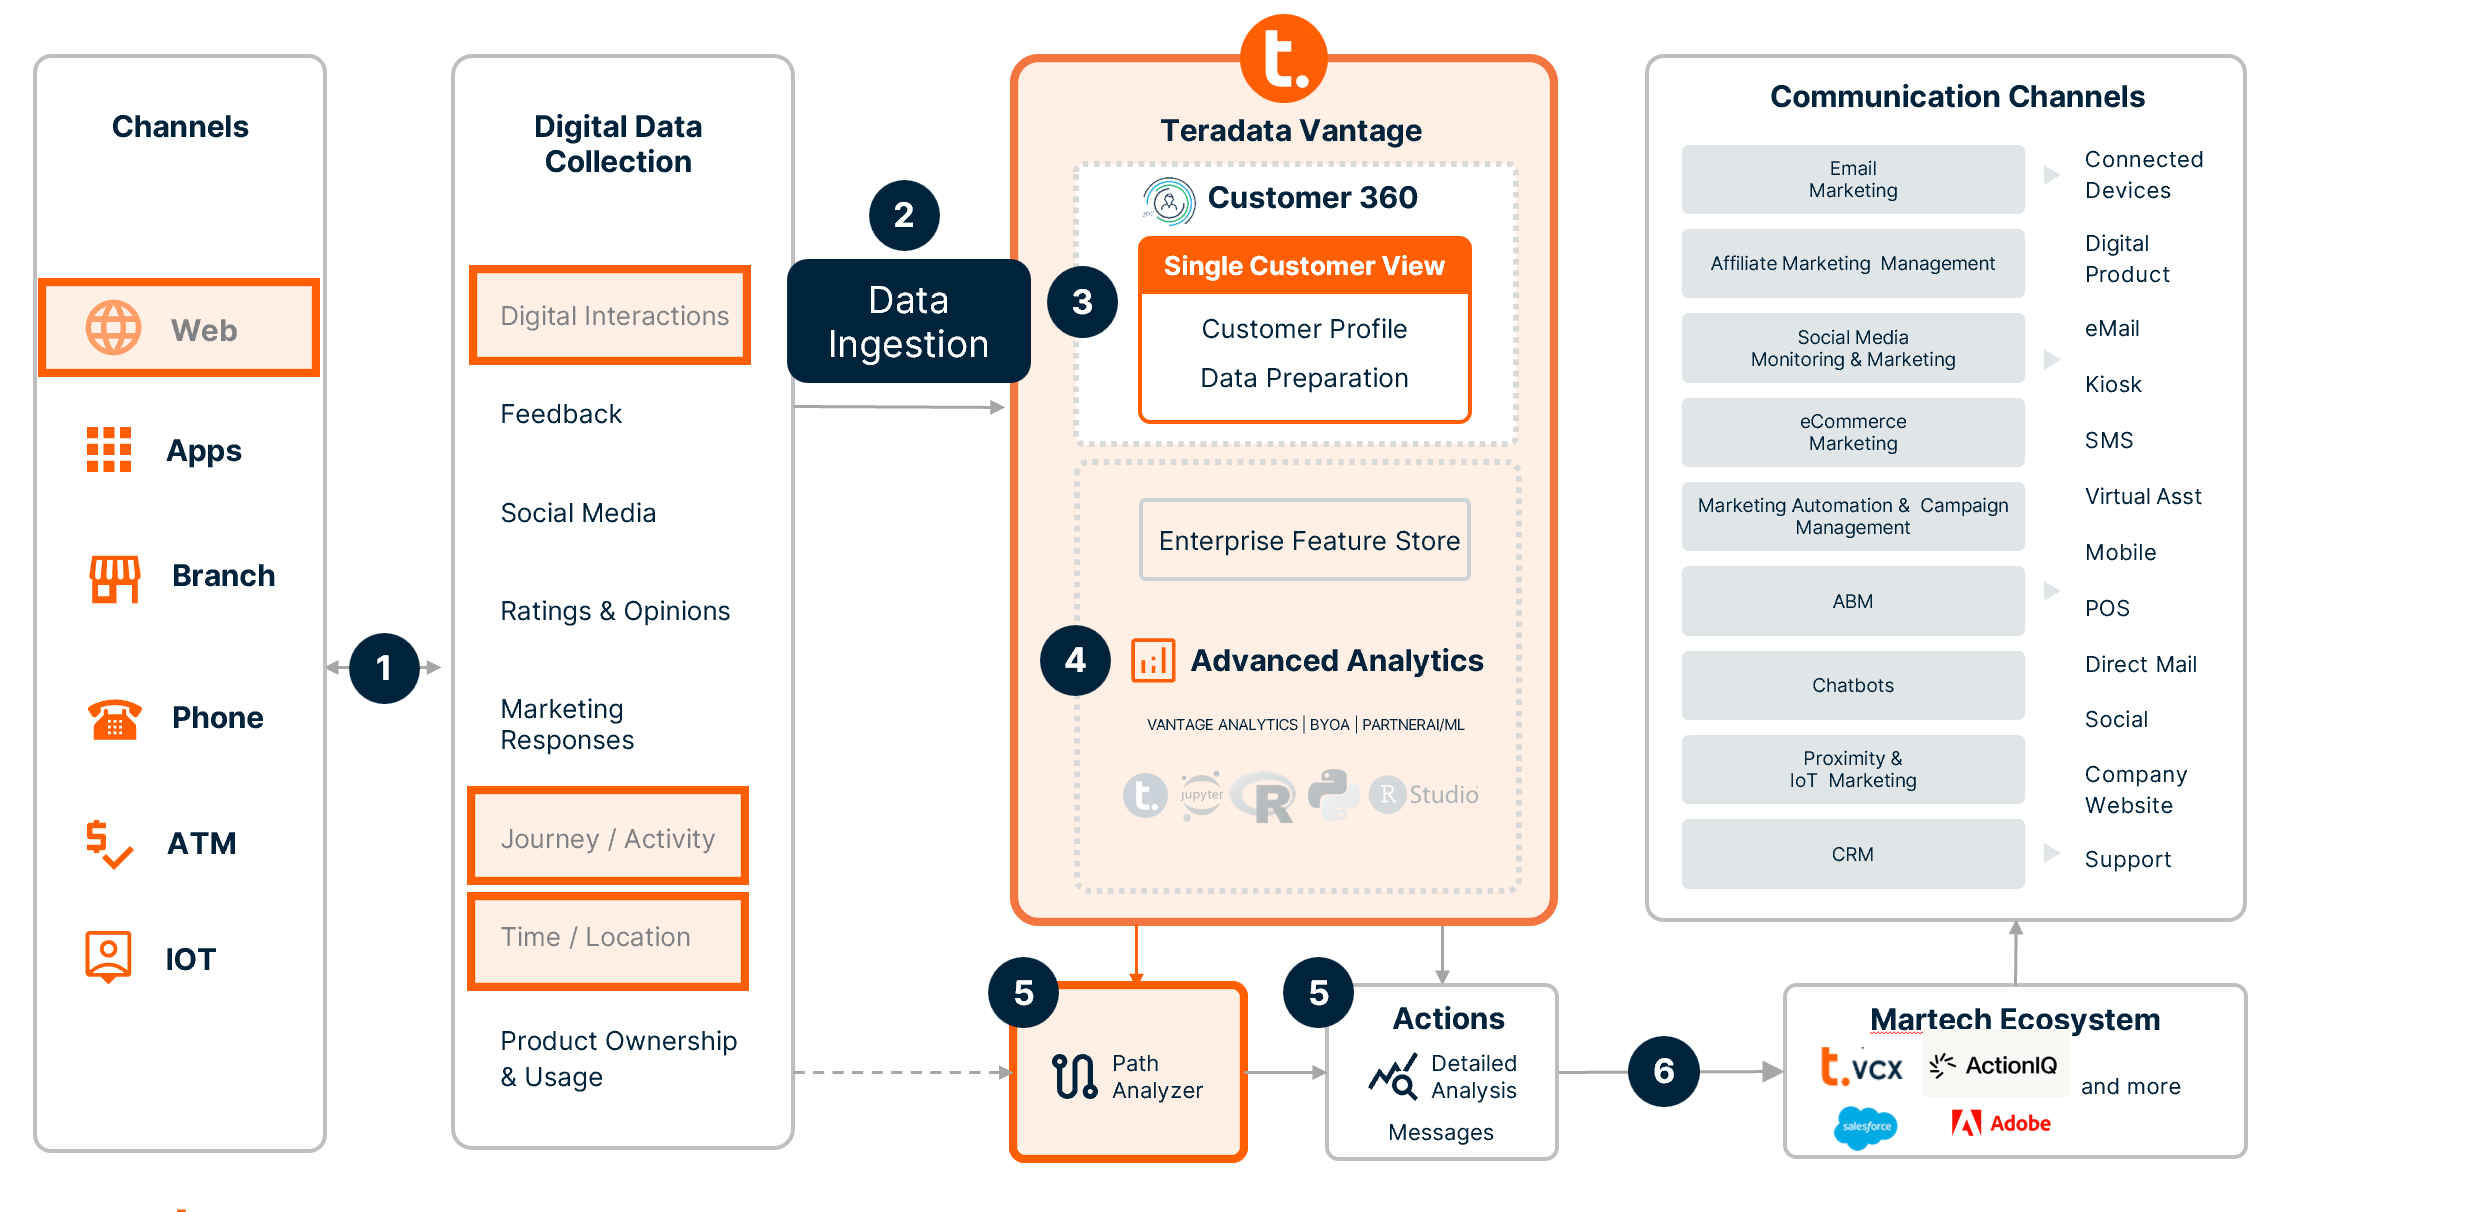 Channels
Web
Apps
Branch
Phone
ATM
IOT
1
Digital Data
Collection
Digital Interactions
Feedback
Social Media
Ratings & Opinions
Marketing
Responses
Journey / Activity
Time / Location
Product Ownership
& Usage
2
Data
Ingestion
t.
Teradata Vantage
Customer 360
3
Single Customer View
Customer Profile
Data Preparation
Enterprise Feature Store
4
Advanced Analytics
VANTAGE ANALYTICS | BYOA | PARTNERAI/ML
t.
jupyter
R
R Studio
5
Path
Analyzer
5
Actions
Detailed
Analysis
Messages
6
Martech Ecosystem
t.vcx
ActionIQ
and more
salesforce
Adobe
Communication Channels
Email
Marketing
Affiliate Marketing  Management
Social Media
Monitoring & Marketing
eCommerce
Marketing
Marketing Automation &  Campaign
Management
ABM
Chatbots
Proximity &
IoT  Marketing
CRM
Connected
Devices
Digital
Product
eMail
Kiosk
SMS
Virtual Asst
Mobile
POS
Direct Mail
Social
Company
Website
Support